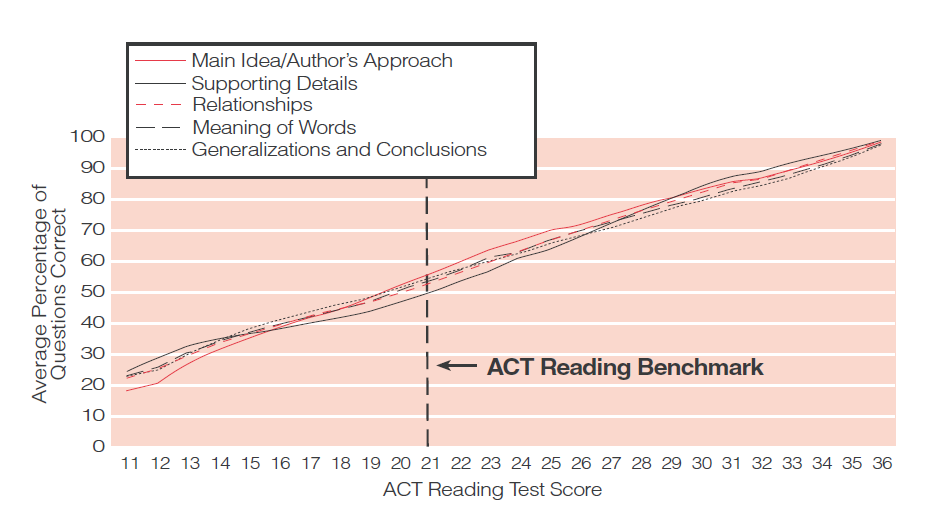 Main Idea/Author's Approach
Supporting Details
Relationships
Meaning of Words
Generalizations and Conclusions
Average Percentage of
Questions Correct
100
90
80
70
60
50
40
30
20
10
0
ACT Reading Benchmark
11 12 13 14 15 16 17 18 19 20 21 22 23 24 25 26 27 28 29 30 31 32 33 34 35 36
ACT Reading Test Score